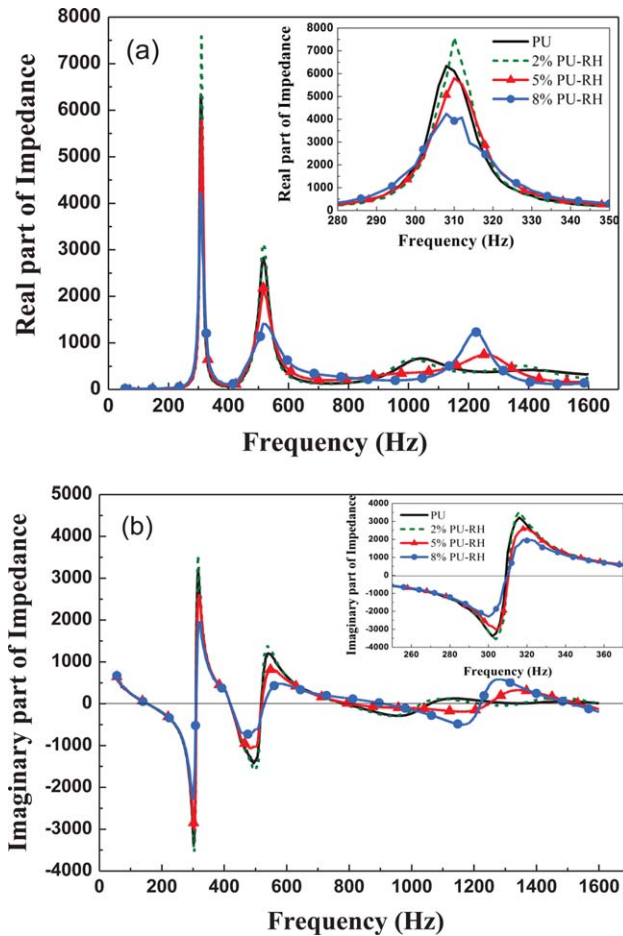 (a)
8000
7000
6000
5000
4000
3000
2000
1000
0
Real part of Impedance
0 200 400 600 800 1000 1200 1400 1600
Frequency (Hz)
8000
7000
6000
5000
4000
3000
2000
1000
0
Real part of Impedance
280 290 300 310 320 330 340 350
Frequency (Hz)
PU
2% PU-RH
5% PU-RH
8% PU-RH
(b)
5000
4000
3000
2000
1000
0
-1000
-2000
-3000
-4000
Imaginary part of Impedance
0 200 400 600 800 1000 1200 1400 1600
Frequency (Hz)
4000
3000
2000
1000
0
-1000
-2000
-3000
-4000
Imaginary part of Impedance
260 280 300 320 340 360
Frequency (Hz)
PU
2% PU-RH
5% PU-RH
8% PU-RH